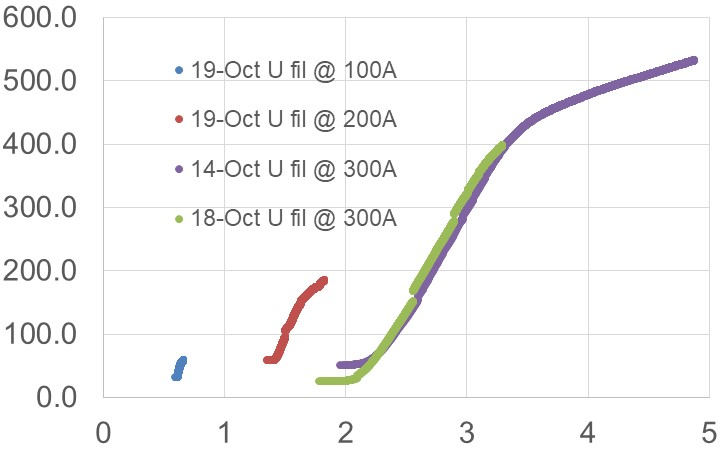 600.0
500.0
400.0
300.0
200.0
100.0
0.0
19-Oct U fil @ 100A
19-Oct U fil @ 200A
14-Oct U fil @ 300A
18-Oct U fil @ 300A
0 1 2 3 4 5